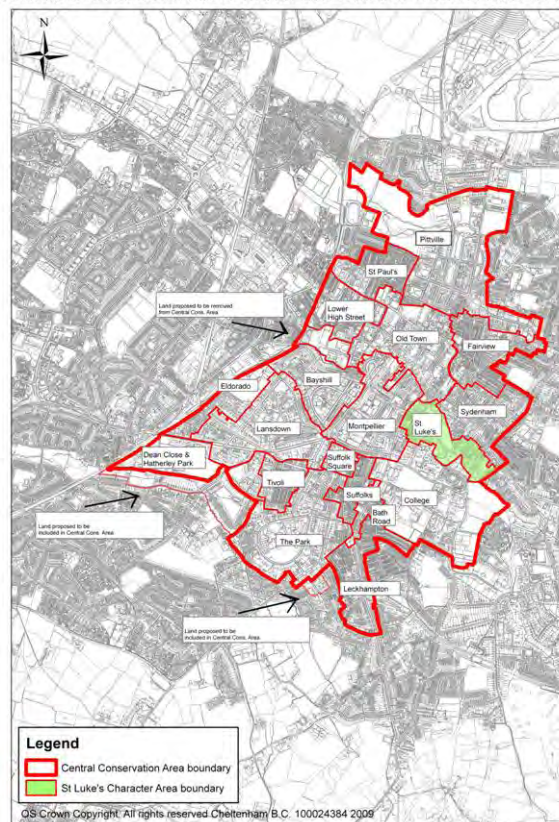 N
Pittville
St Paul's
Land proposed to be removed
from Central Cons. Area
Lower
High Street
Old Town
Fairview
Eldorado
Bayshill
Sydenham
St
Luke's
Lansdown
Montpellier
Dean Close &
Hatherley Park
Suffolk
Square
Tivoli
Suffolks
College
Bath
Road
Land proposed to be
included in Central Cons. Area
The Park
Leckhampton
Land proposed to be
included in Central Cons. Area
Legend
Central Conservation Area boundary
St Luke's Character Area boundary
OS Crown Copyright. All rights reserved Cheltenham B.C. 100024384 2009